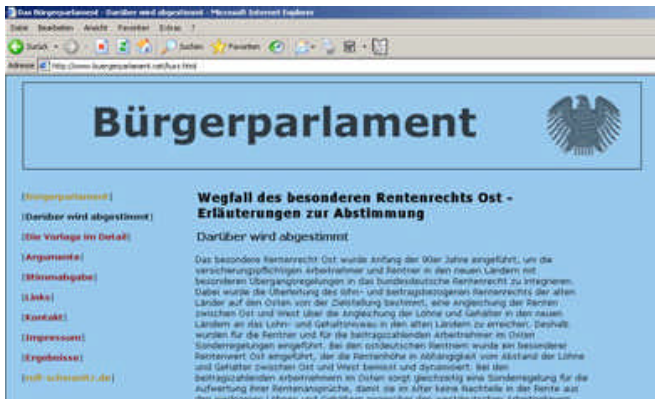 Das Bürgerparlament - Darüber wird abgestimmt - Microsoft Internet Explorer
Datei Bearbeiten Ansicht Favoriten Extras ?
Zurück Suchen Favoriten
Adresse http://www.buergerparlament.net/kurz.html
Bürgerparlament
[Bürgerparlament]
[Darüber wird abgestimmt]
[Die Vorlage im Detail]
[Argumente]
[Stimmabgabe]
[Links]
[Kontakt]
[Impressum]
[Ergebnisse]
Wegfall des besonderen Rentenrechts Ost -
Erläuterungen zur Abstimmung
Darüber wird abgestimmt
Das besondere Rentenrecht Ost wurde Anfang der 90er Jahre eingeführt, um die
versicherungspflichtigen Arbeitnehmer und Rentner in den neuen Ländern mit
besonderen Übergangsregelungen in das bundesdeutsche Rentenrecht zu integrieren.
Dabei wurde die Überleitung des lohn- und beitragsbezogenen Rentenrechts der alten
Länder auf den Osten von der Zielstellung bestimmt, eine Angleichung der Renten
zwischen Ost und West über die Angleichung der Löhne und Gehälter in den neuen
Ländern an das Lohn- und Gehaltsniveau in den alten Ländern zu erreichen. Deshalb
wurden für die Rentner und für die beitragszahlenden Arbeitnehmer im Osten
Sonderregelungen eingeführt. Bei den ostdeutschen Rentnern wurde ein besonderer
Rentenwert Ost eingeführt, der die Rentenhöhe in Abhängigkeit vom Abstand der Löhne
und Gehälter zwischen Ost und West bemisst und dynamisiert. Bei den
beitragszahlenden Arbeitnehmern im Osten sorgt gleichzeitig eine Sonderregelung für die
Aufwertung ihrer Rentenansprüche, damit sie im Alter keine Nachteile in der Rente aus